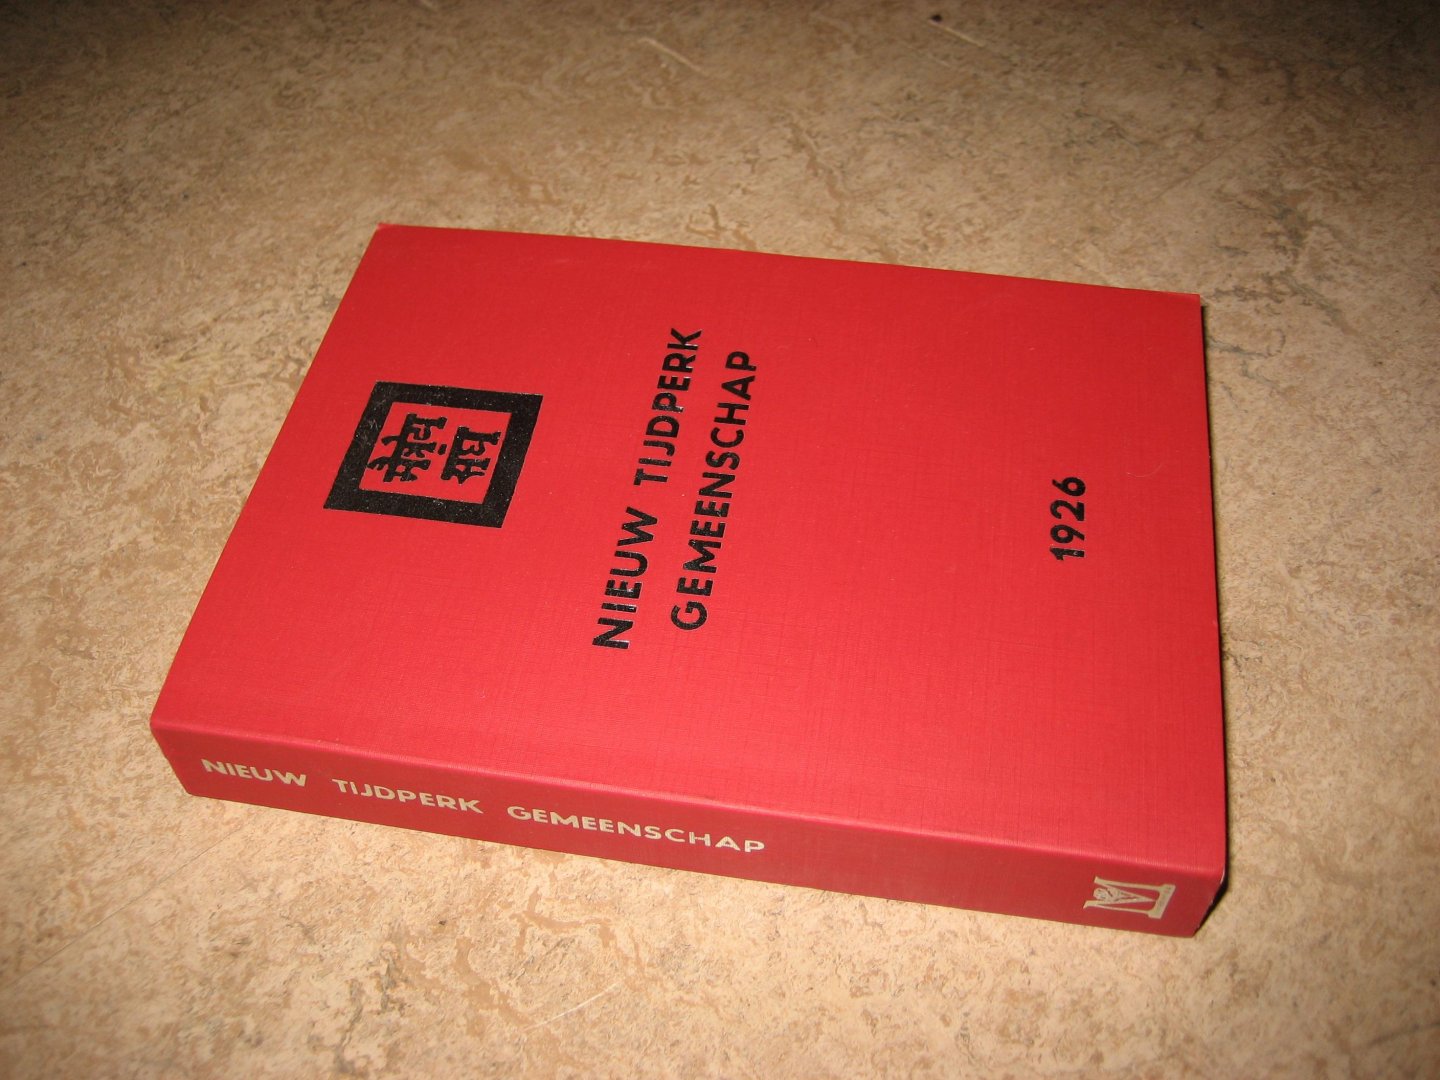 मैत्रेय
संघ
NIEUW TIJDPERK
GEMEENSCHAP
1926
NIEUW TIJDPERK GEMEENSCHAP